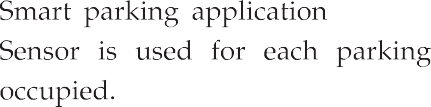 Smart parking application
Sensor is used for each parking
occupied.